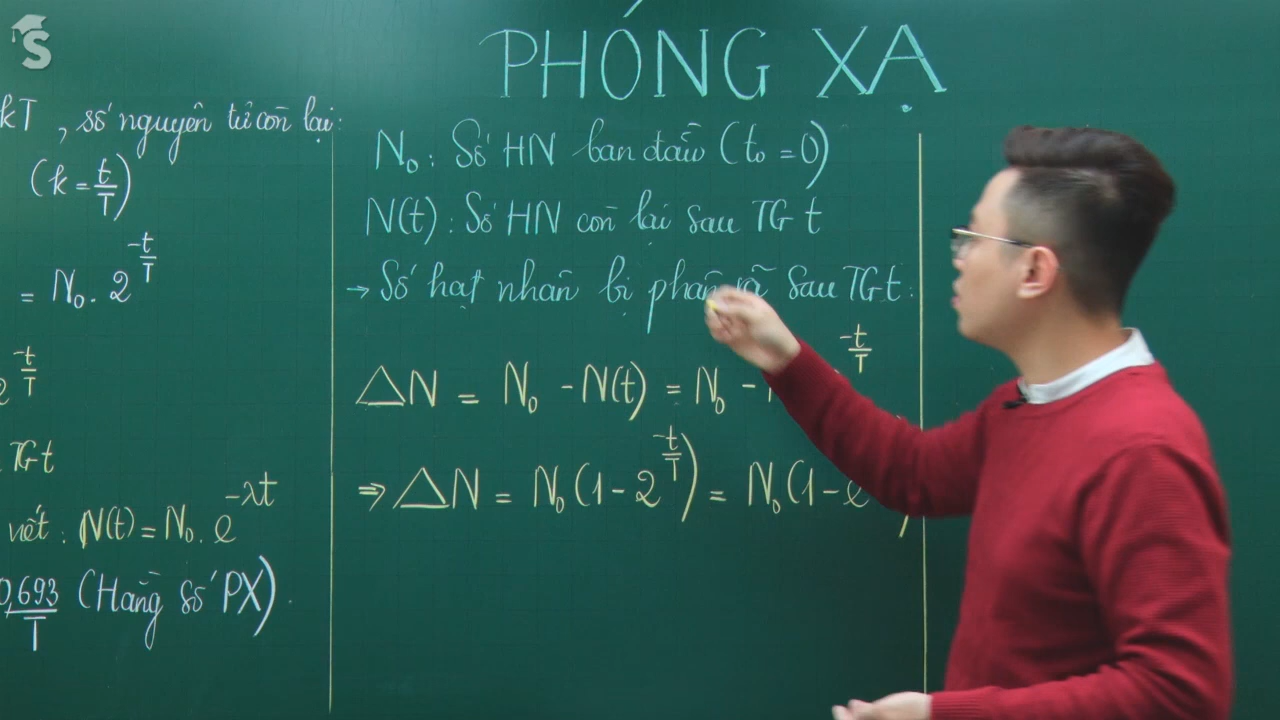 S
PHÓNG XẠ
kT, số nguyên tử còn lại:
(k = t/T)
= N₀. 2^(-t/T)
2^(-t/T)
TG t
viết: N(t) = N₀. e^(-λt)
0,693/T (Hằng số PX).
N₀: Số HN ban đầu (t₀ = 0)
N(t): Số HN còn lại sau TG t
→ Số hạt nhân bị phân rã sau TG t:
ΔN = N₀ - N(t) = N₀ - -t/T
⇒ ΔN = N₀(1 - 2^(-t/T)) = N₀(1 - e )